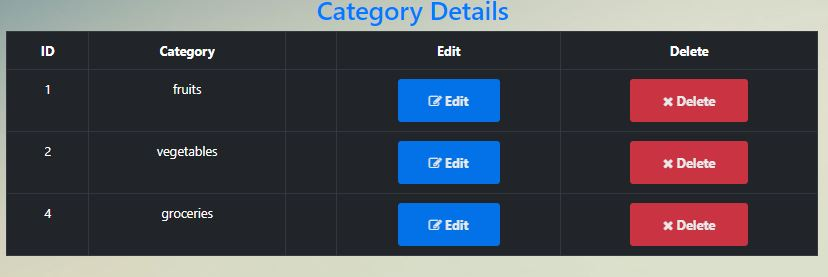 Category Details
ID Category Edit Delete
1 fruits Edit Delete
2 vegetables Edit Delete
4 groceries Edit Delete